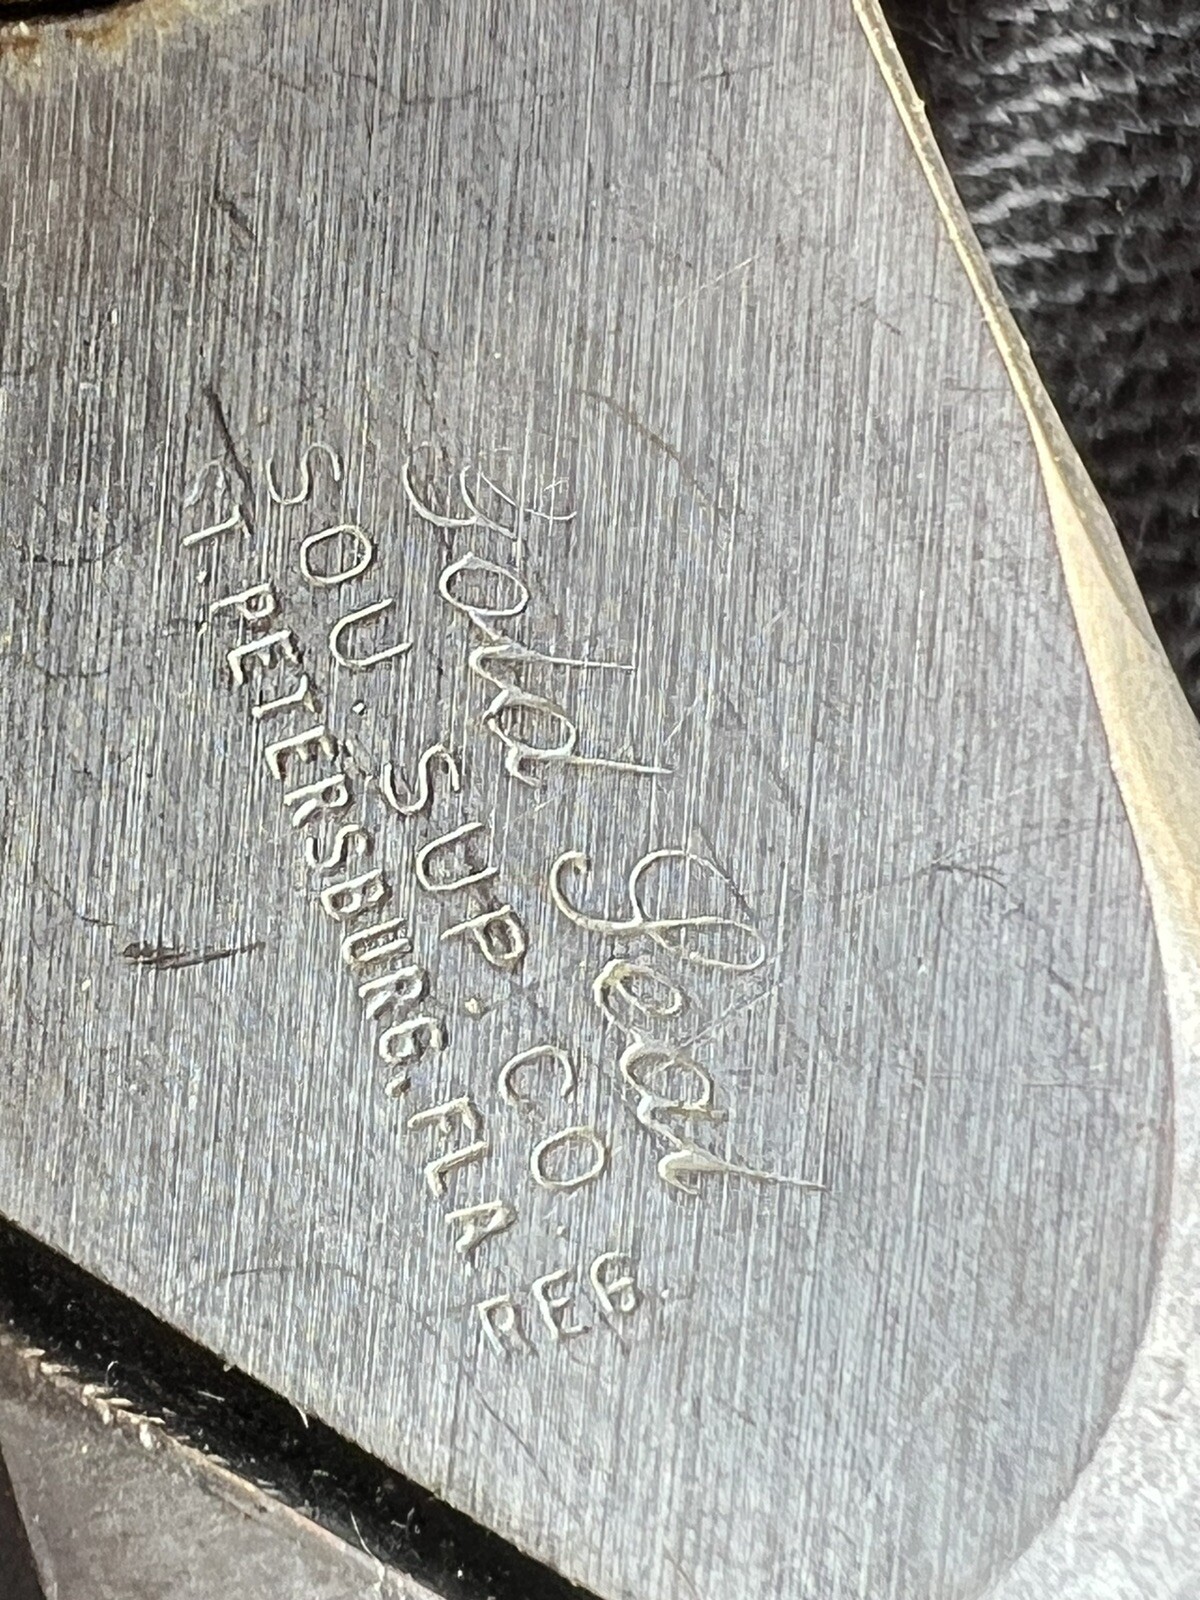 Gold Seal
SOU. SUP. CO.
ST. PETERSBURG, FLA
REG.